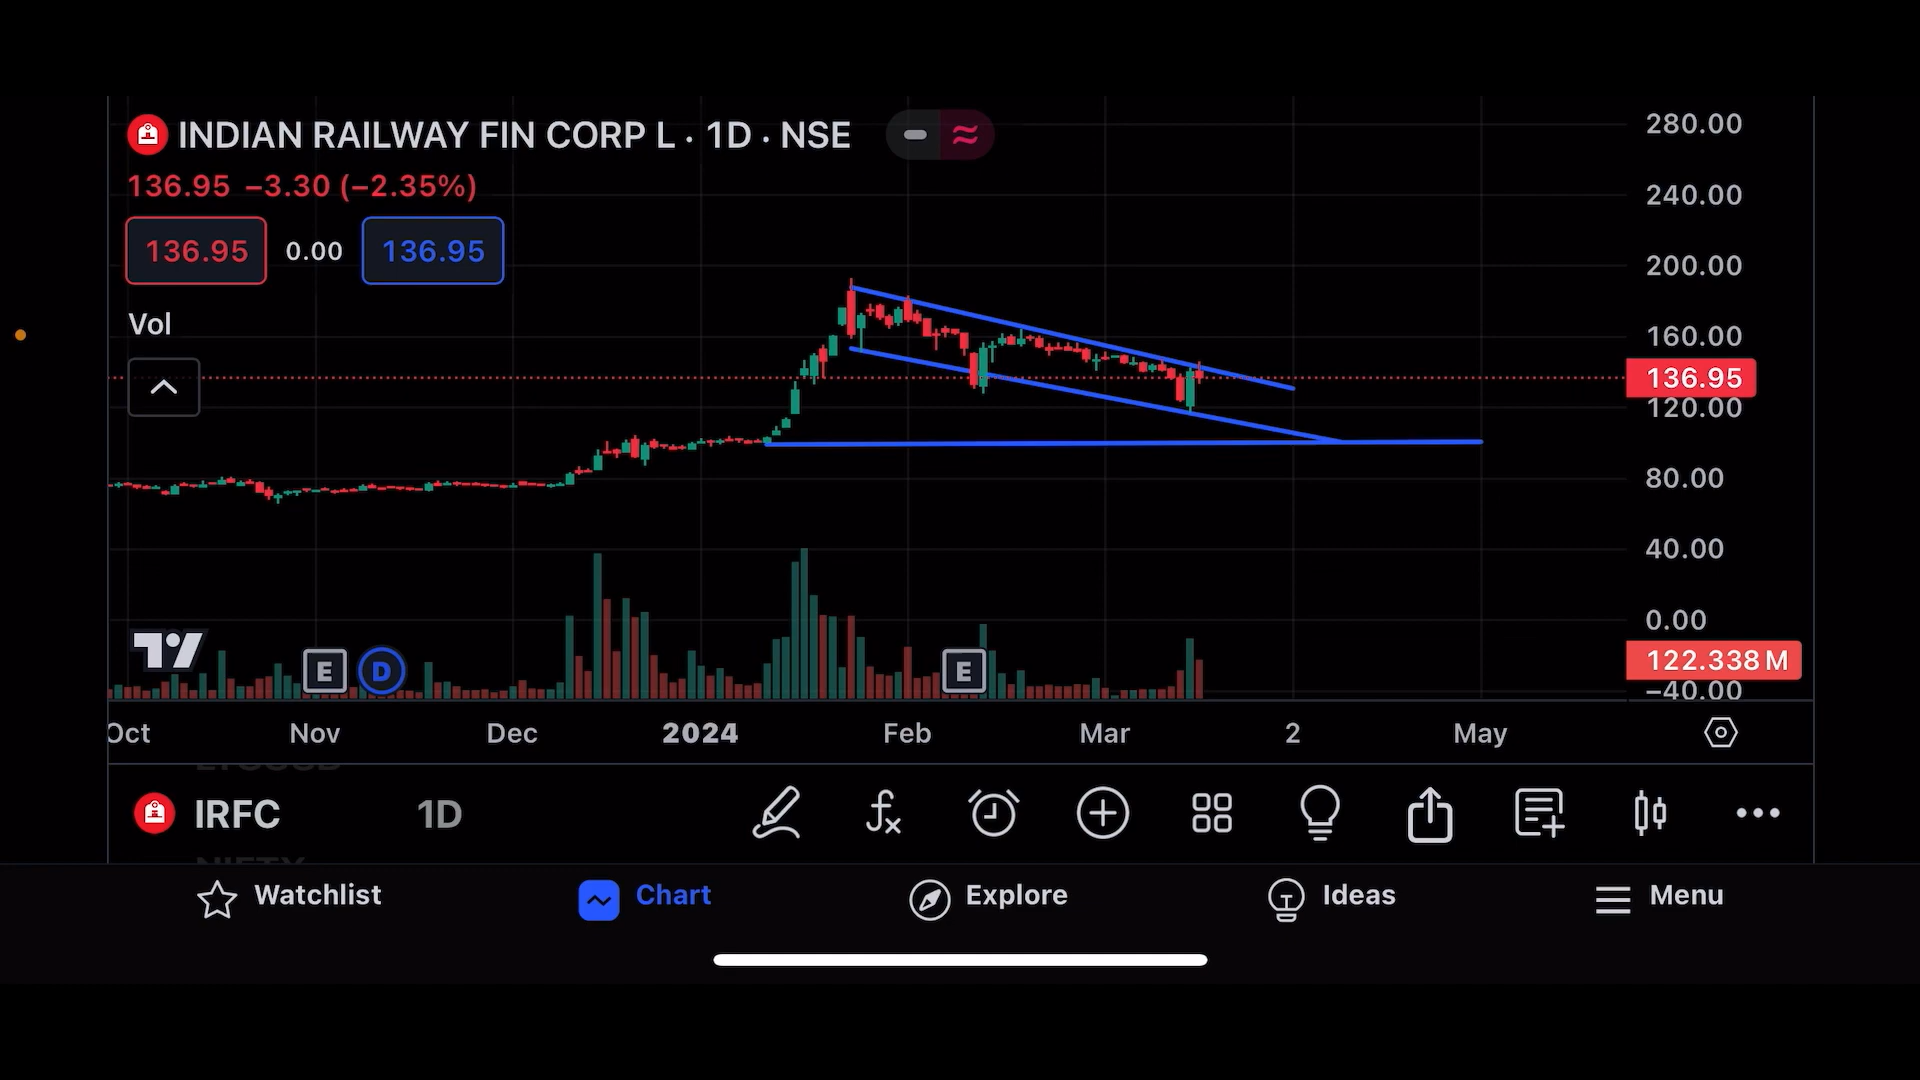 INDIAN RAILWAY FIN CORP L · 1D · NSE
136.95 −3.30 (−2.35%)
136.95 0.00 136.95
Vol
280.00
240.00
200.00
160.00
136.95
120.00
80.00
40.00
0.00
122.338 M
−40.00
E D E
Oct Nov Dec 2024 Feb Mar 2 May
IRFC 1D
Watchlist Chart Explore Ideas Menu